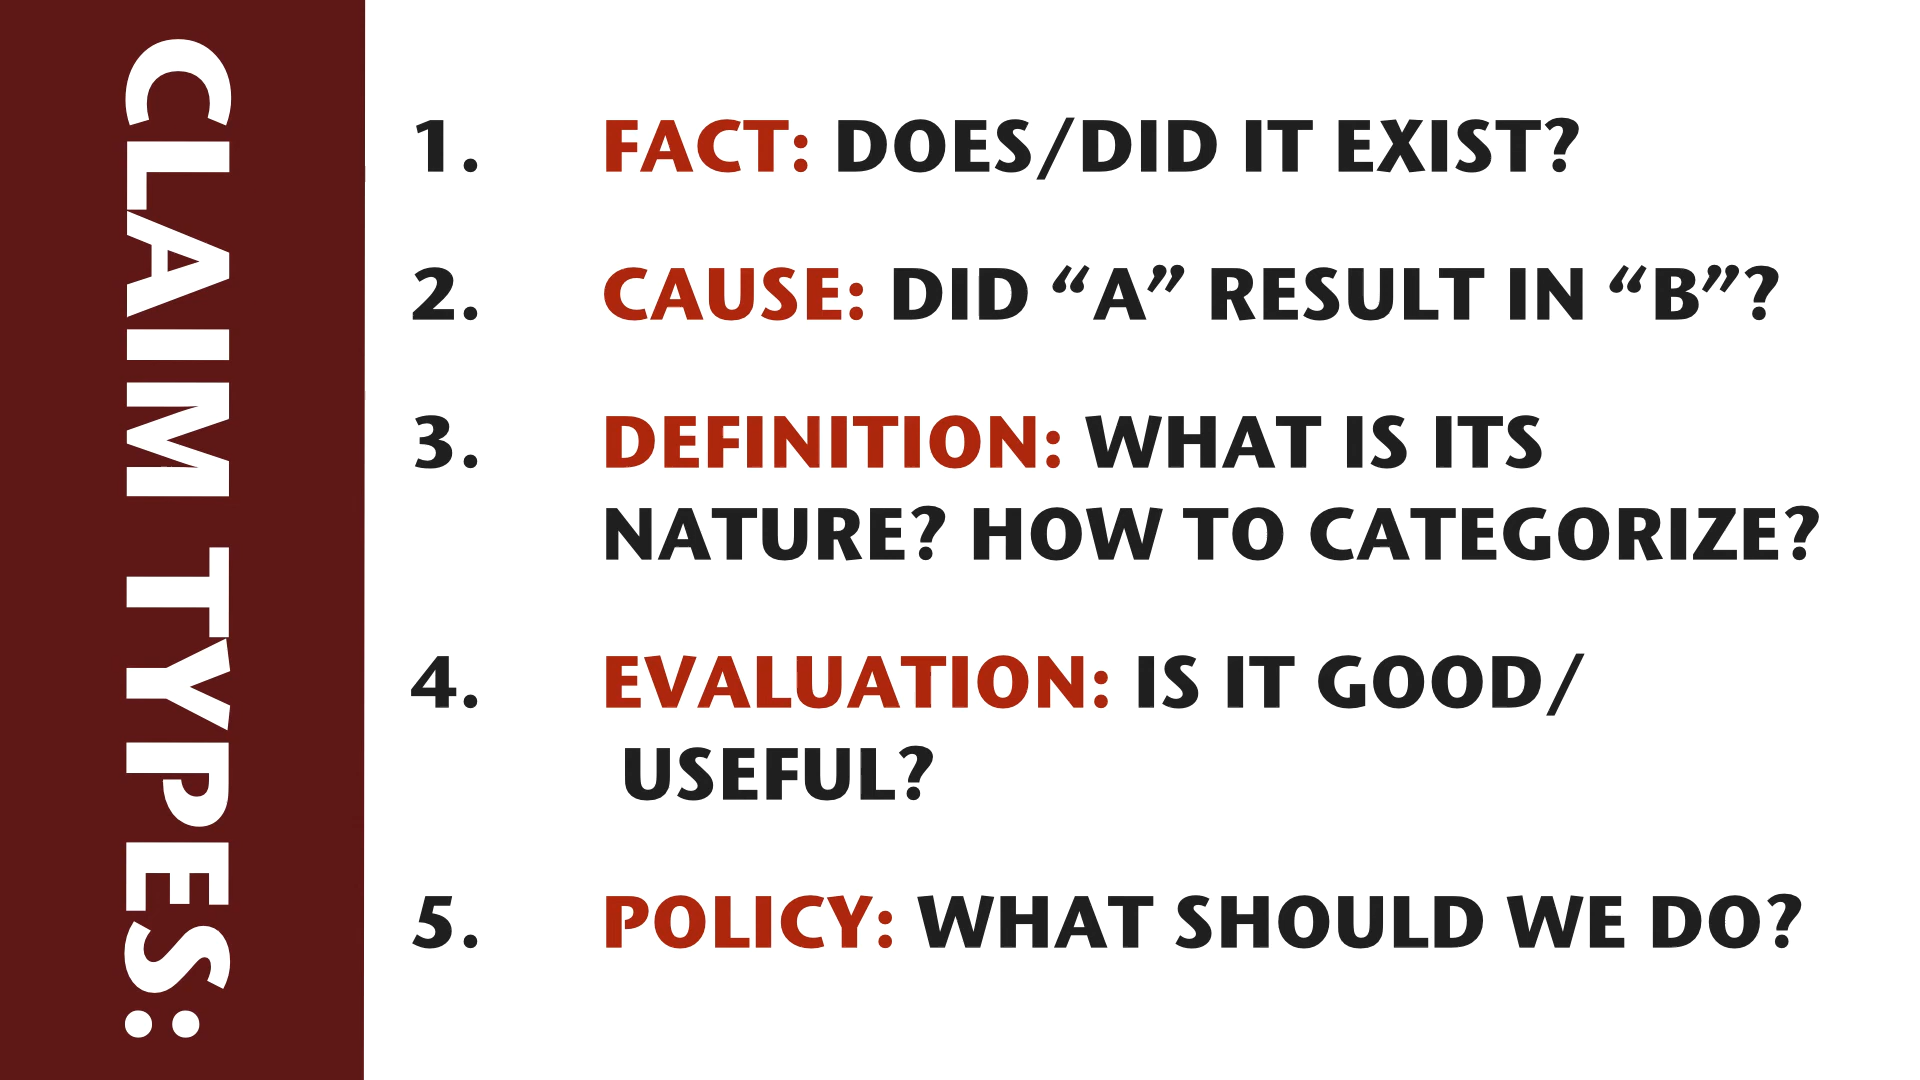 CLAIM TYPES:
1. FACT: DOES/DID IT EXIST?
2. CAUSE: DID “A” RESULT IN “B”?
3. DEFINITION: WHAT IS ITS
NATURE? HOW TO CATEGORIZE?
4. EVALUATION: IS IT GOOD/
USEFUL?
5. POLICY: WHAT SHOULD WE DO?